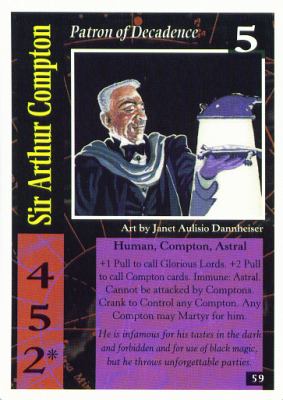 Sir Arthur Compton
Patron of Decadence
5
Art by Janet Aulisio Dannheiser
4
5
2*
Human, Compton, Astral
+1 Pull to call Glorious Lords. +2 Pull
to call Compton cards. Immune: Astral.
Cannot be attacked by Comptons.
Crank to Control any Compton. Any
Compton may Martyr for him.
He is infamous for his tastes in the dark
and forbidden and for use of black magic,
but he throws unforgettable parties.
59